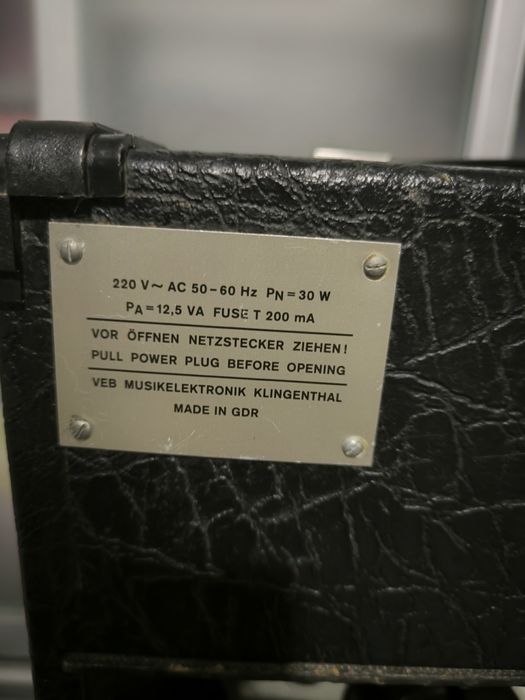 220 V~ AC 50-60 Hz PN=30 W
PA=12,5 VA FUSE T 200 mA
VOR ÖFFNEN NETZSTECKER ZIEHEN!
PULL POWER PLUG BEFORE OPENING
VEB MUSIKELEKTRONIK KLINGENTHAL
MADE IN GDR